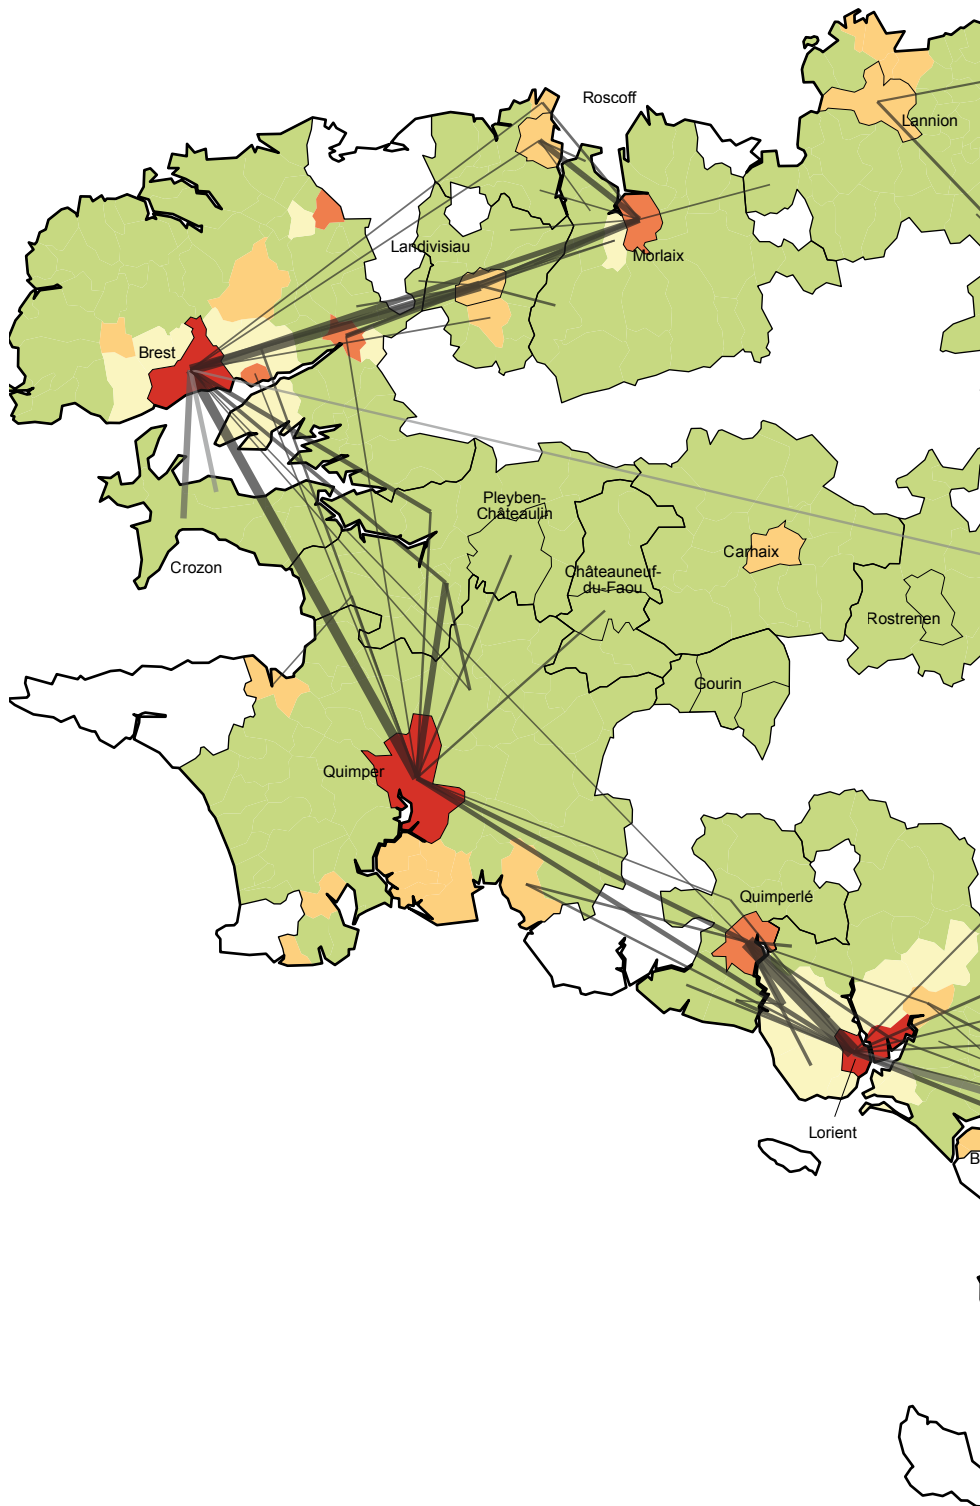 Roscoff
Lannion
Landivisiau
Morlaix
Brest
Pleyben-
Châteaulin
Carhaix
Crozon
Châteauneuf-
du-Faou
Rostrenen
Gourin
Quimper
Quimperlé
Lorient
B